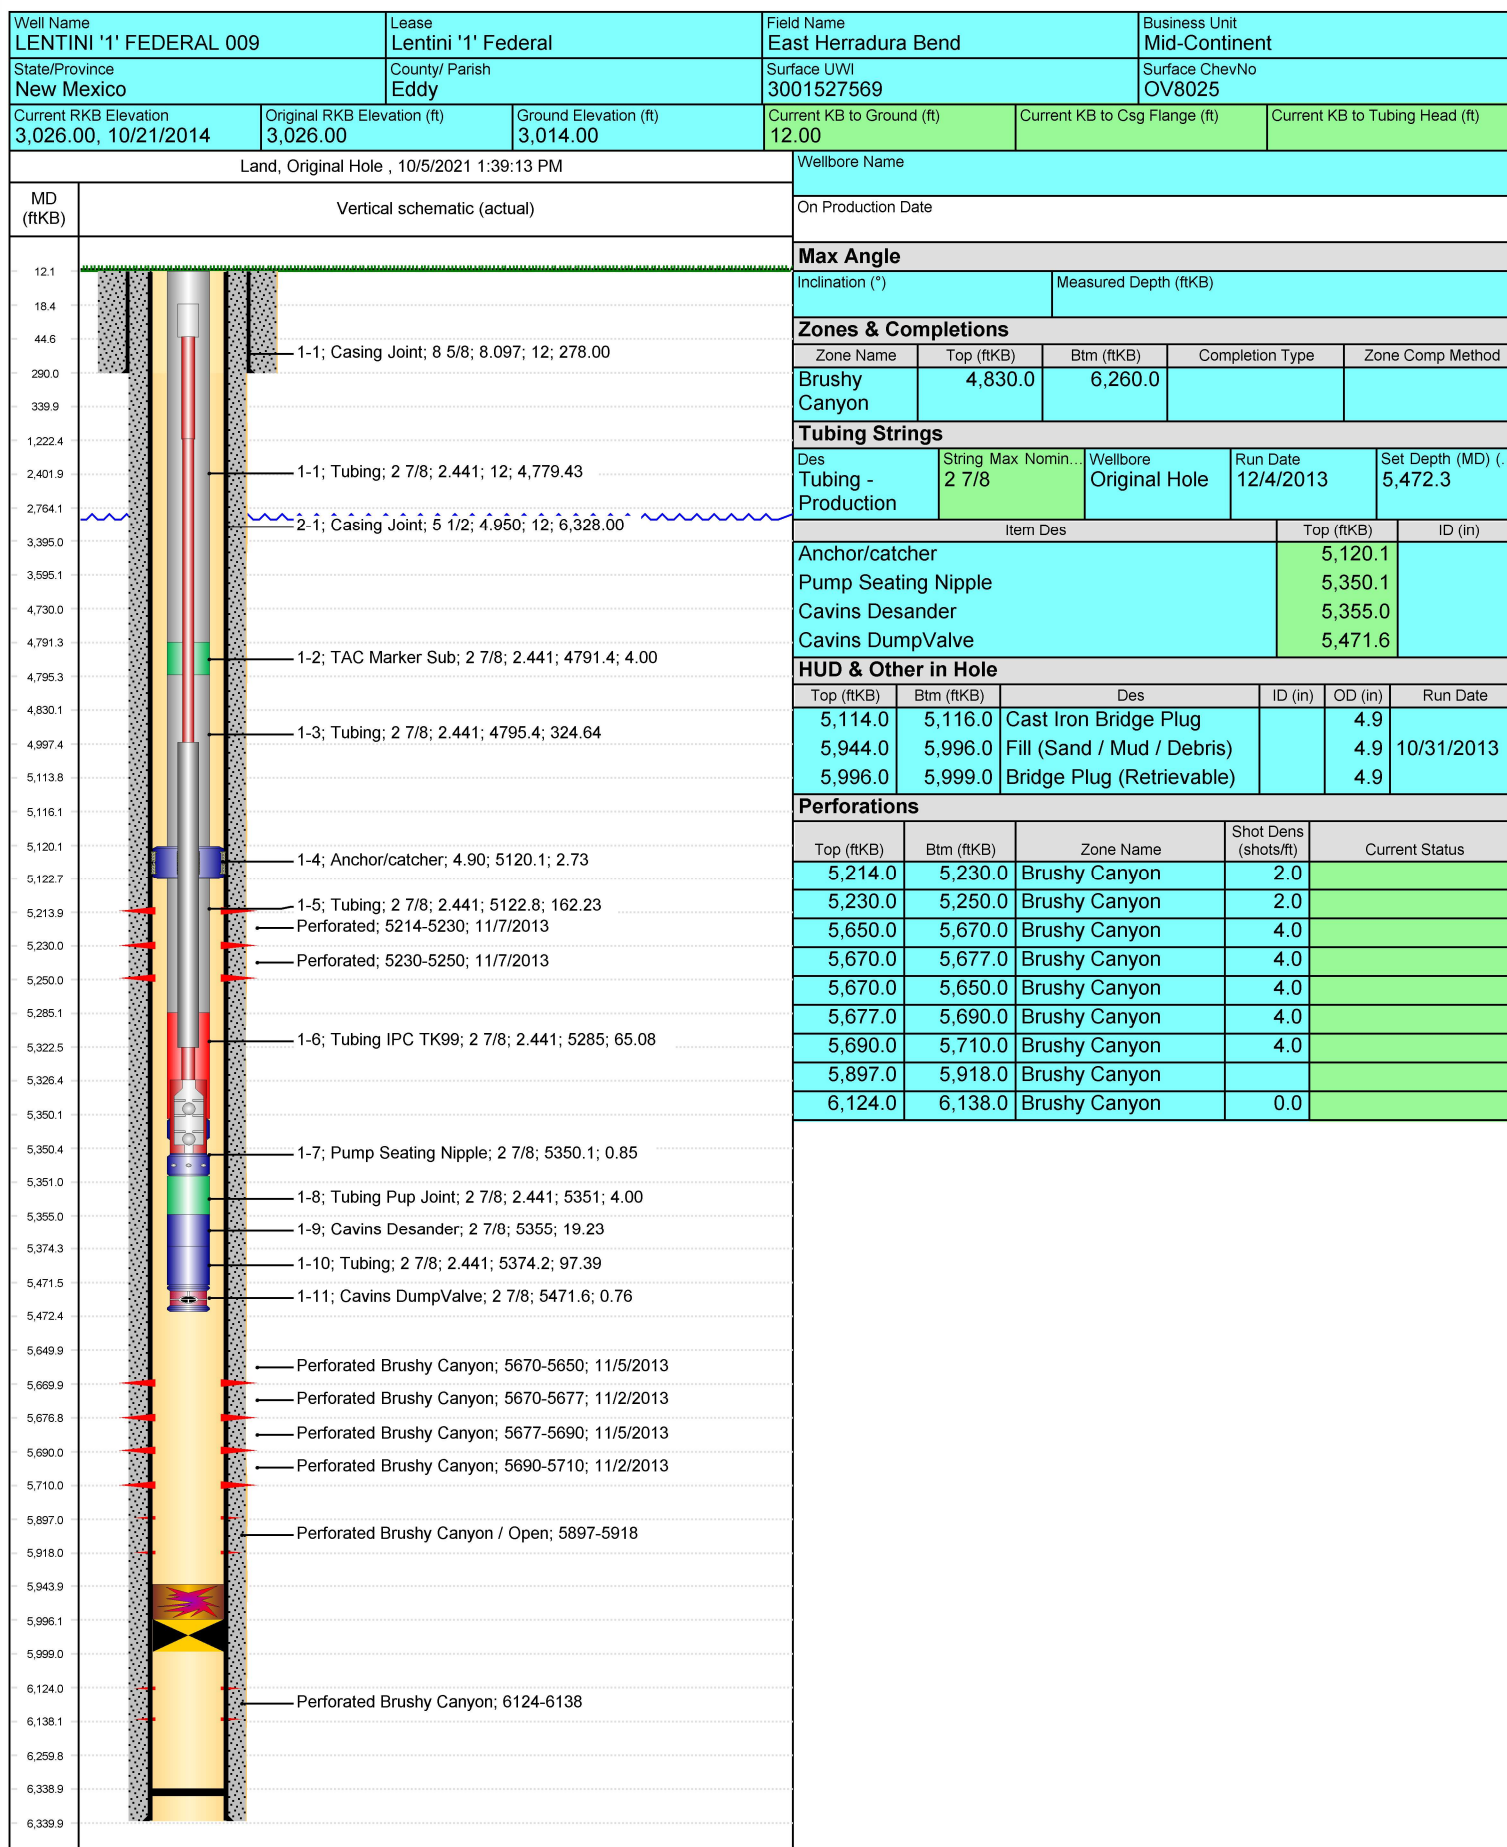 Well Name
LENTINI '1' FEDERAL 009
Lease
Lentini '1' Federal
Field Name
East Herradura Bend
Business Unit
Mid-Continent
State/Province
New Mexico
County/ Parish
Eddy
Surface UWI
3001527569
Surface ChevNo
OV8025
Current RKB Elevation
3,026.00, 10/21/2014
Original RKB Elevation (ft)
3,026.00
Ground Elevation (ft)
3,014.00
Current KB to Ground (ft)
12.00
Current KB to Csg Flange (ft)
Current KB to Tubing Head (ft)
Land, Original Hole , 10/5/2021 1:39:13 PM
MD
(ftKB)
Vertical schematic (actual)
12.1
18.4
44.6
1-1; Casing Joint; 8 5/8; 8.097; 12; 278.00
290.0
339.9
1,222.4
2,401.9
1-1; Tubing; 2 7/8; 2.441; 12; 4,779.43
2,764.1
2-1; Casing Joint; 5 1/2; 4.950; 12; 6,328.00
3,395.0
3,595.1
4,730.0
4,791.3
1-2; TAC Marker Sub; 2 7/8; 2.441; 4791.4; 4.00
4,795.3
4,830.1
1-3; Tubing; 2 7/8; 2.441; 4795.4; 324.64
4,997.4
5,113.8
5,116.1
5,120.1
1-4; Anchor/catcher; 4.90; 5120.1; 2.73
5,122.7
1-5; Tubing; 2 7/8; 2.441; 5122.8; 162.23
5,213.9
Perforated; 5214-5230; 11/7/2013
5,230.0
Perforated; 5230-5250; 11/7/2013
5,250.0
5,285.1
1-6; Tubing IPC TK99; 2 7/8; 2.441; 5285; 65.08
5,322.5
5,326.4
5,350.1
5,350.4
1-7; Pump Seating Nipple; 2 7/8; 5350.1; 0.85
5,351.0
1-8; Tubing Pup Joint; 2 7/8; 2.441; 5351; 4.00
5,355.0
1-9; Cavins Desander; 2 7/8; 5355; 19.23
5,374.3
1-10; Tubing; 2 7/8; 2.441; 5374.2; 97.39
5,471.5
1-11; Cavins DumpValve; 2 7/8; 5471.6; 0.76
5,472.4
5,649.9
Perforated Brushy Canyon; 5670-5650; 11/5/2013
5,669.9
Perforated Brushy Canyon; 5670-5677; 11/2/2013
5,676.8
Perforated Brushy Canyon; 5677-5690; 11/5/2013
5,690.0
Perforated Brushy Canyon; 5690-5710; 11/2/2013
5,710.0
5,897.0
Perforated Brushy Canyon / Open; 5897-5918
5,918.0
5,943.9
5,996.1
5,999.0
6,124.0
Perforated Brushy Canyon; 6124-6138
6,138.1
6,259.8
6,338.9
6,339.9
Wellbore Name
On Production Date
Max Angle
Inclination (°)
Measured Depth (ftKB)
Zones & Completions
Zone Name Top (ftKB) Btm (ftKB) Completion Type Zone Comp Method
Brushy Canyon 4,830.0 6,260.0
Tubing Strings
Des
Tubing - Production
String Max Nomin...
2 7/8
Wellbore
Original Hole
Run Date
12/4/2013
Set Depth (MD) (.
5,472.3
Item Des Top (ftKB) ID (in)
Anchor/catcher 5,120.1
Pump Seating Nipple 5,350.1
Cavins Desander 5,355.0
Cavins DumpValve 5,471.6
HUD & Other in Hole
Top (ftKB) Btm (ftKB) Des ID (in) OD (in) Run Date
5,114.0 5,116.0 Cast Iron Bridge Plug 4.9
5,944.0 5,996.0 Fill (Sand / Mud / Debris) 4.9 10/31/2013
5,996.0 5,999.0 Bridge Plug (Retrievable) 4.9
Perforations
Top (ftKB) Btm (ftKB) Zone Name Shot Dens (shots/ft) Current Status
5,214.0 5,230.0 Brushy Canyon 2.0
5,230.0 5,250.0 Brushy Canyon 2.0
5,650.0 5,670.0 Brushy Canyon 4.0
5,670.0 5,677.0 Brushy Canyon 4.0
5,670.0 5,650.0 Brushy Canyon 4.0
5,677.0 5,690.0 Brushy Canyon 4.0
5,690.0 5,710.0 Brushy Canyon 4.0
5,897.0 5,918.0 Brushy Canyon
6,124.0 6,138.0 Brushy Canyon 0.0